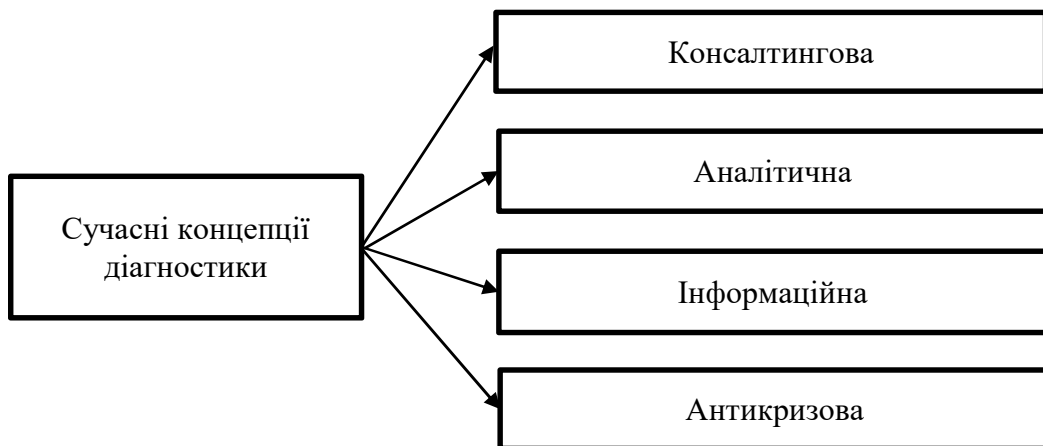 Консалтингова
Аналітична
Сучасні концепції
діагностики
Інформаційна
Антикризова